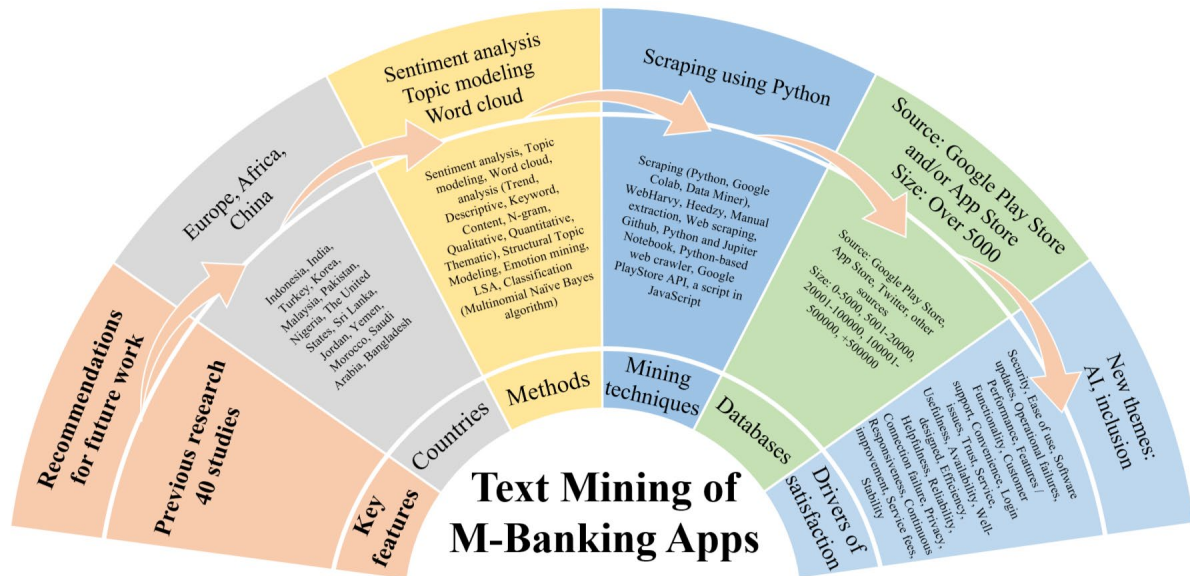 Recommendations
for future work
Previous research
40 studies
Key
features
Europe, Africa,
China
Indonesia, India,
Turkey, Korea,
Malaysia, Pakistan,
Nigeria, The United
States, Sri Lanka,
Jordan, Yemen,
Morocco, Saudi
Arabia, Bangladesh
Countries
Sentiment analysis
Topic modeling
Word cloud
Sentiment analysis, Topic
modeling, Word cloud,
analysis (Trend,
Descriptive, Keyword,
Content, N-gram,
Qualitative, Quantitative,
Thematic), Structural Topic
Modeling, Emotion mining,
LSA, Classification
(Multinomial Naïve Bayes
algorithm)
Methods
Scraping using Python
Scraping (Python, Google
Colab, Data Miner),
WebHarvy, Heedzy, Manual
extraction, Web scraping,
Github, Python and Jupiter
Notebook, Python-based
web crawler, Google
PlayStore API, a script in
JavaScript
Mining
techniques
Source: Google Play Store
and/or App Store
Size: Over 5000
Source: Google Play Store,
App Store, Twitter, other
sources
Size: 0-5000, 5001-20000,
20001-100000, 100001-
500000, +500000
Databases
New themes:
AI, inclusion
Security, Ease of use, Software
updates, Operational failures,
Performance, Features /
Functionality, Customer
support, Convenience, Login
issues, Trust, Service,
Usefulness, Availability, Well-
designed, Efficiency,
Helpfulness, Reliability,
Connection failure, Privacy,
Responsiveness, Continuous
improvement, Service fees,
Stability
Drivers of
satisfaction
Text Mining of
M-Banking Apps